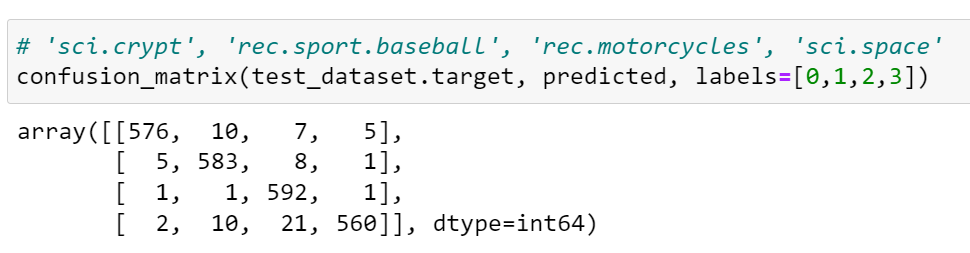 # 'sci.crypt', 'rec.sport.baseball', 'rec.motorcycles', 'sci.space'
confusion_matrix(test_dataset.target, predicted, labels=[0,1,2,3])
array([[576,  10,   7,   5],
       [  5, 583,   8,   1],
       [  1,   1, 592,   1],
       [  2,  10,  21, 560]], dtype=int64)